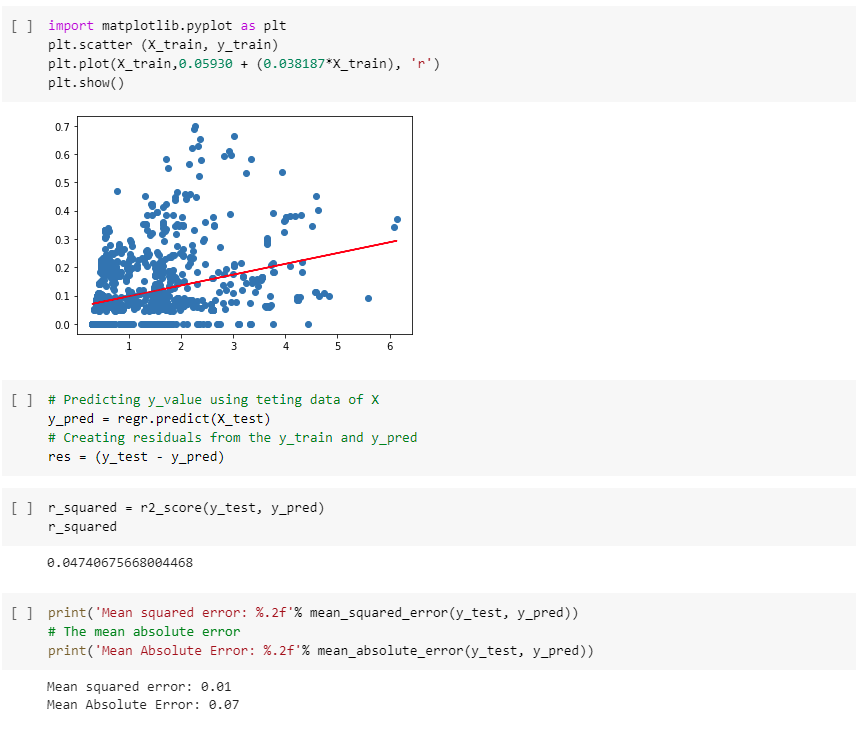 [ ] import matplotlib.pyplot as plt
plt.scatter (X_train, y_train)
plt.plot(X_train,0.05930 + (0.038187*X_train), 'r')
plt.show()
0.7
0.6
0.5
0.4
0.3
0.2
0.1
0.0
1 2 3 4 5 6
[ ] # Predicting y_value using teting data of X
y_pred = regr.predict(X_test)
# Creating residuals from the y_train and y_pred
res = (y_test - y_pred)
[ ] r_squared = r2_score(y_test, y_pred)
r_squared
0.04740675668004468
[ ] print('Mean squared error: %.2f'% mean_squared_error(y_test, y_pred))
# The mean absolute error
print('Mean Absolute Error: %.2f'% mean_absolute_error(y_test, y_pred))
Mean squared error: 0.01
Mean Absolute Error: 0.07